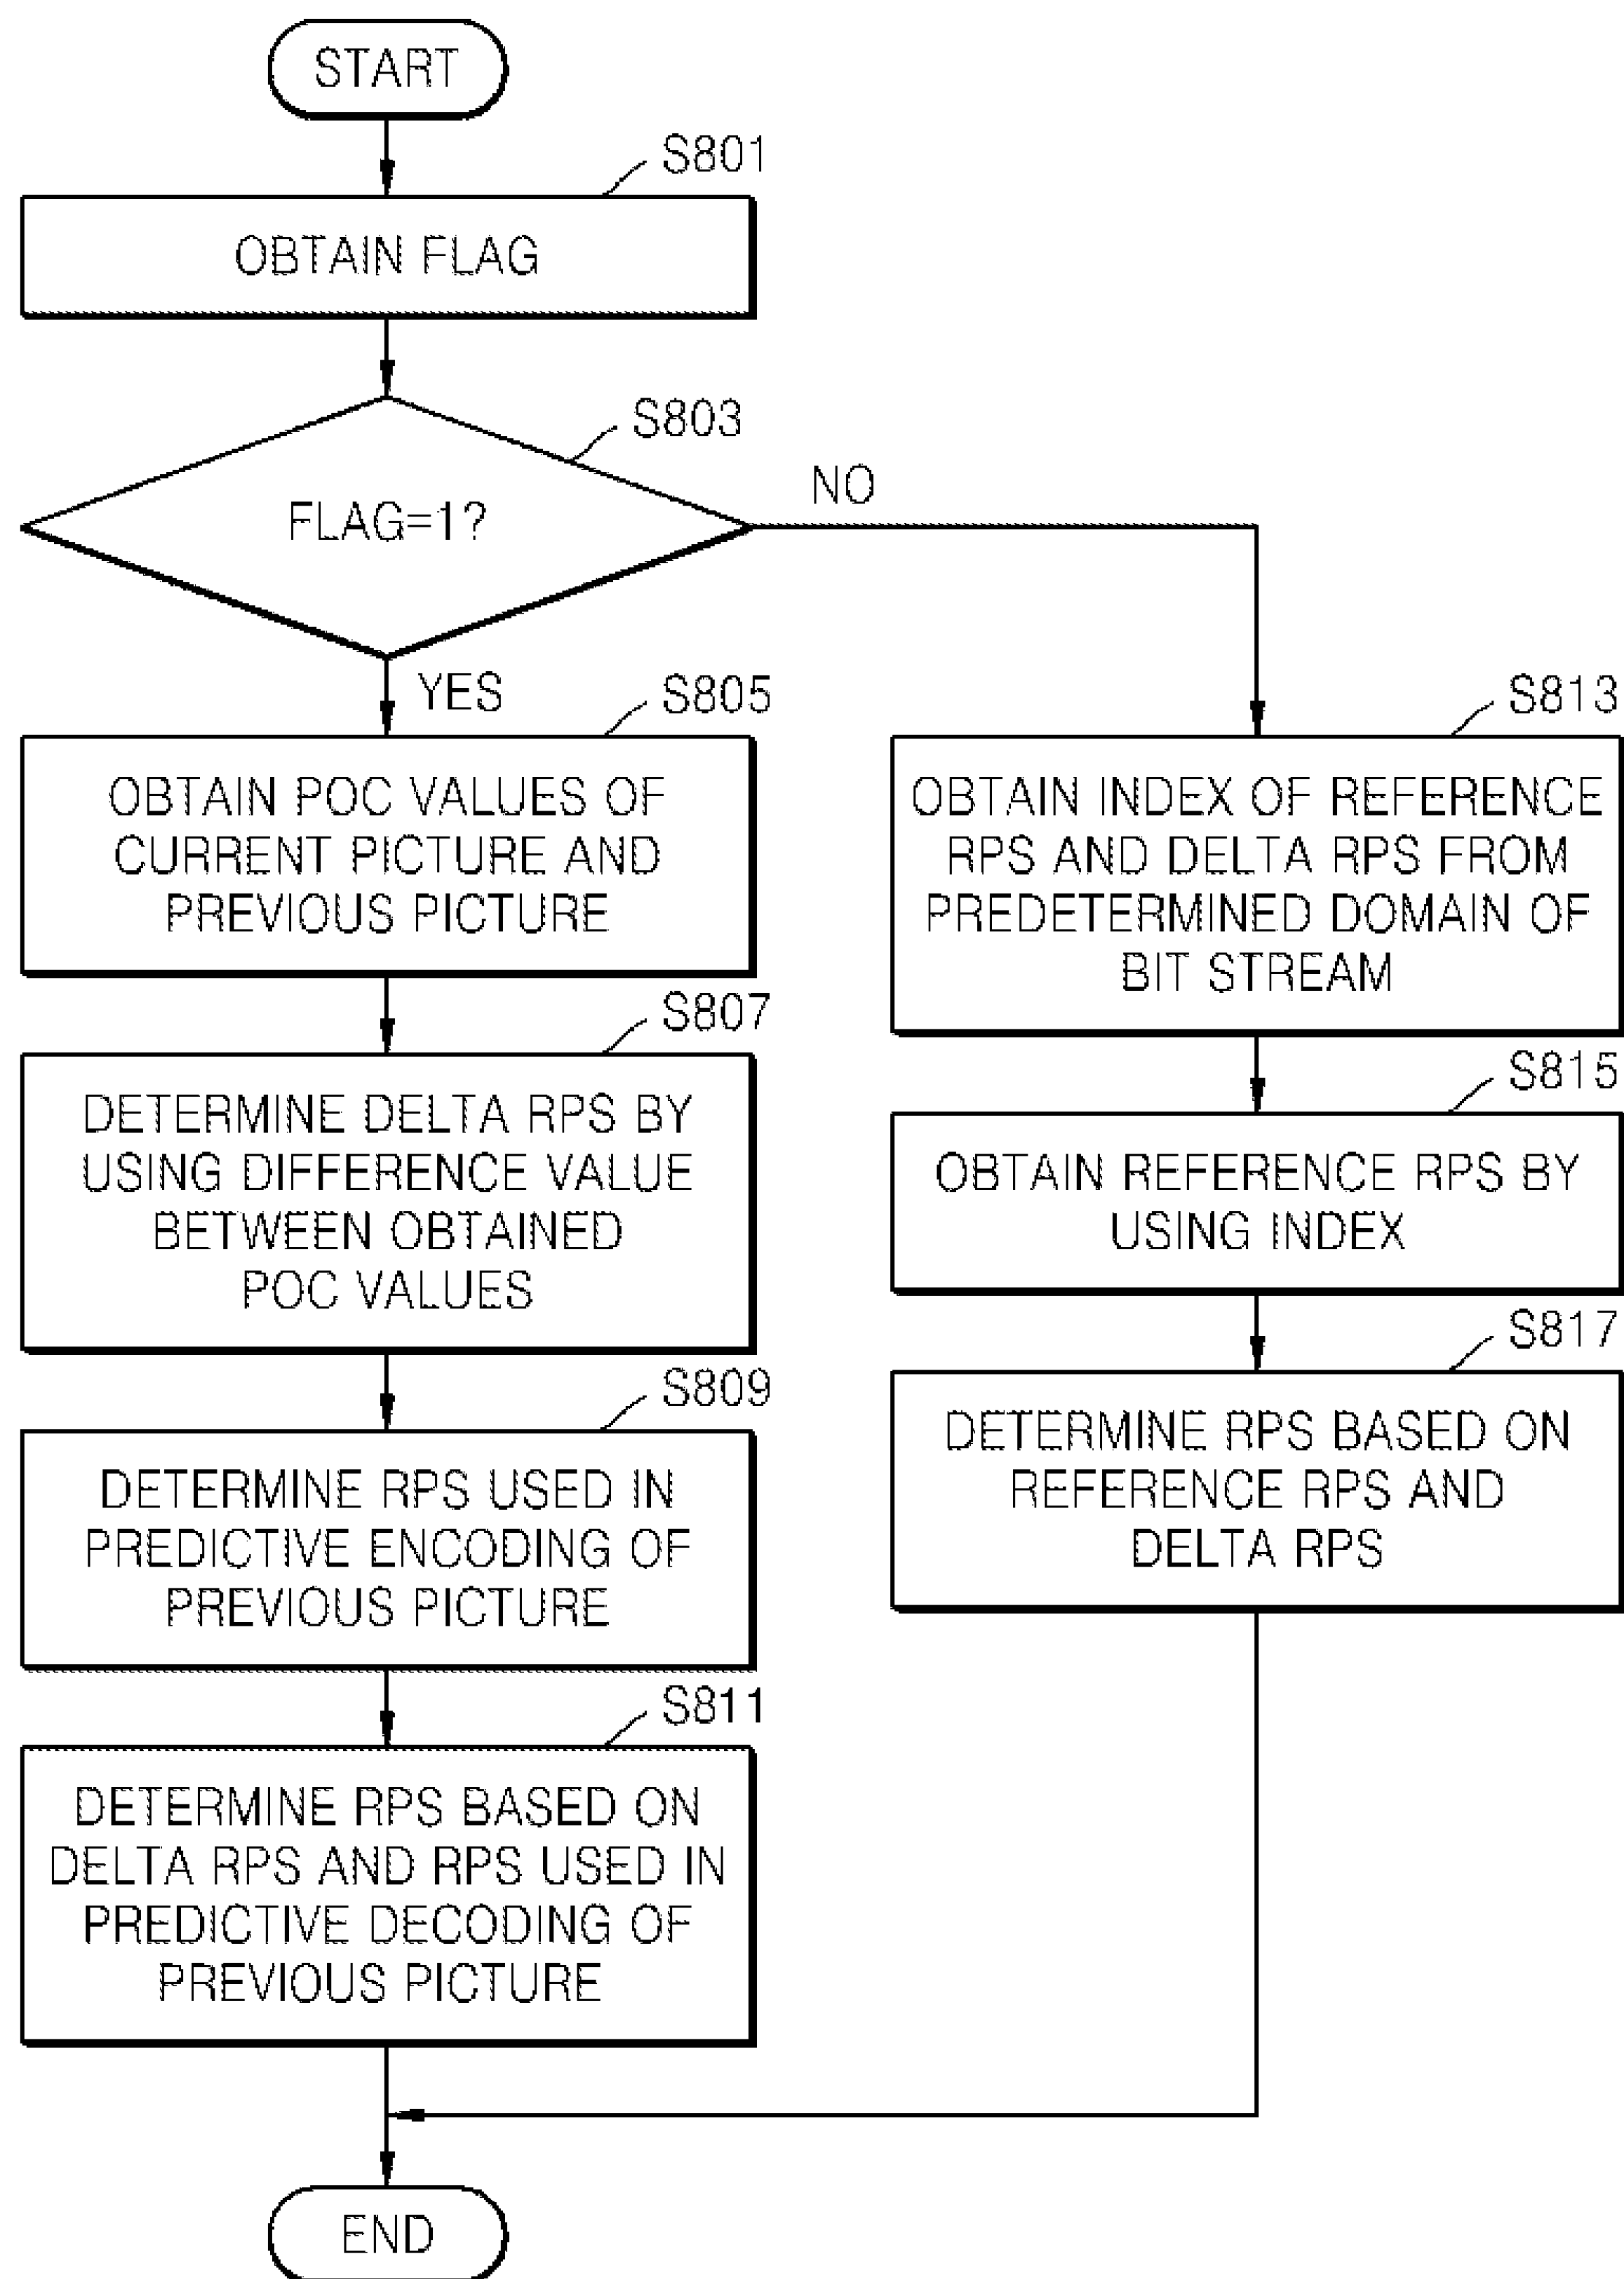 START
S801
OBTAIN FLAG
S803
FLAG=1?
NO
YES
S805
OBTAIN POC VALUES OF
CURRENT PICTURE AND
PREVIOUS PICTURE
S807
DETERMINE DELTA RPS BY
USING DIFFERENCE VALUE
BETWEEN OBTAINED
POC VALUES
S809
DETERMINE RPS USED IN
PREDICTIVE ENCODING OF
PREVIOUS PICTURE
S811
DETERMINE RPS BASED ON
DELTA RPS AND RPS USED IN
PREDICTIVE DECODING OF
PREVIOUS PICTURE
S813
OBTAIN INDEX OF REFERENCE
RPS AND DELTA RPS FROM
PREDETERMINED DOMAIN OF
BIT STREAM
S815
OBTAIN REFERENCE RPS BY
USING INDEX
S817
DETERMINE RPS BASED ON
REFERENCE RPS AND
DELTA RPS
END